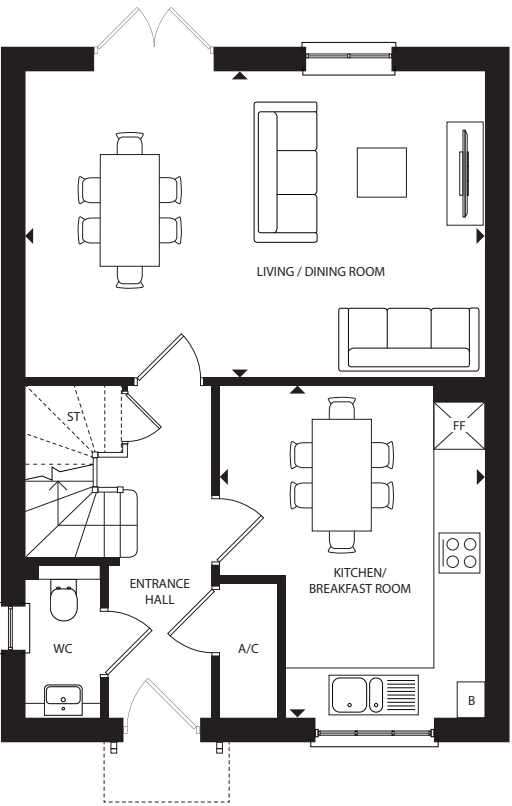 LIVING / DINING ROOM
ST
FF
KITCHEN/
BREAKFAST ROOM
ENTRANCE
HALL
WC
A/C
B